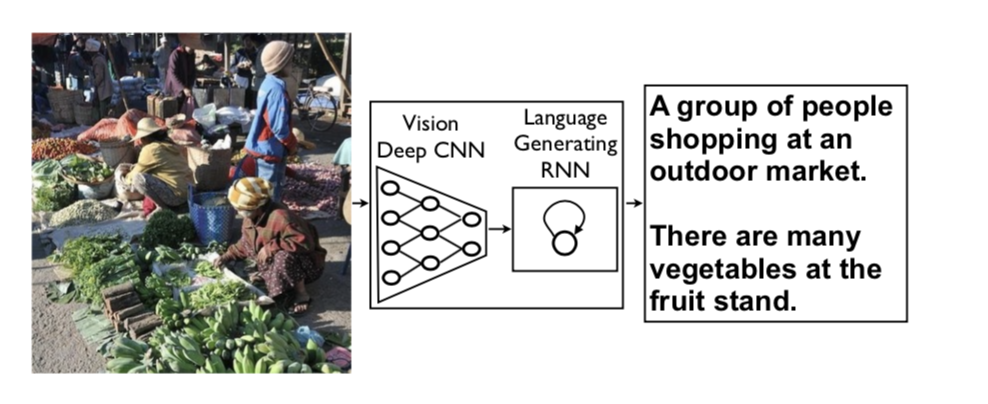 Vision
Deep CNN
Language
Generating
RNN
A group of people
shopping at an
outdoor market.
There are many
vegetables at the
fruit stand.